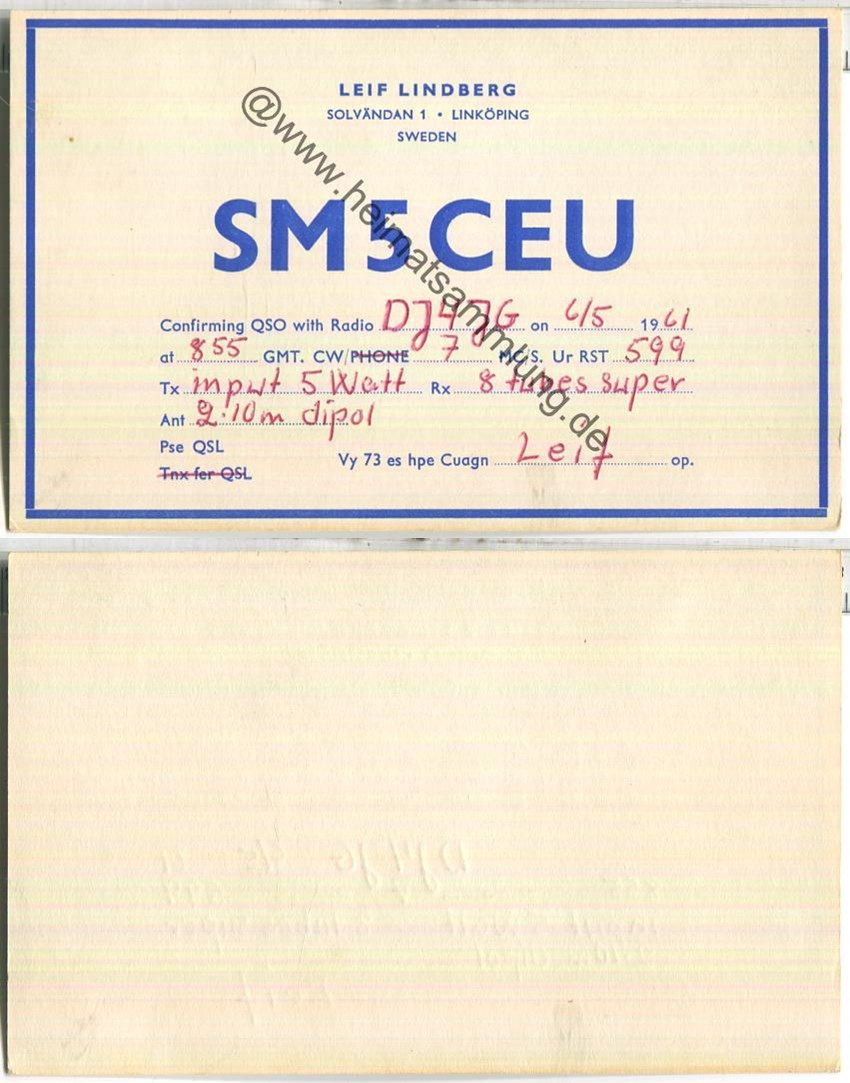 LEIF LINDBERG
SOLVÄNDAN 1 • LINKÖPING
SWEDEN
@www.heimatsammlung.de
SM5CEU
Confirming QSO with Radio DJ4JG on 6/5 1961
at 855 GMT. CW/PHONE 7 MC/S. Ur RST 599
Tx input 5 Watt Rx 8 tubes super
Ant 2·10m dipol
Pse QSL
Vy 73 es hpe Cuagn Leif op.
Tnx fer QSL